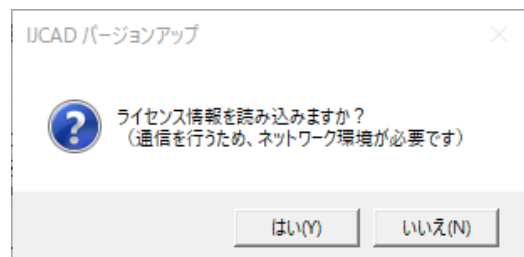 IJCAD バージョンアップ
ライセンス情報を読み込みますか？
（通信を行うため、ネットワーク環境が必要です）
はい(Y)
いいえ(N)